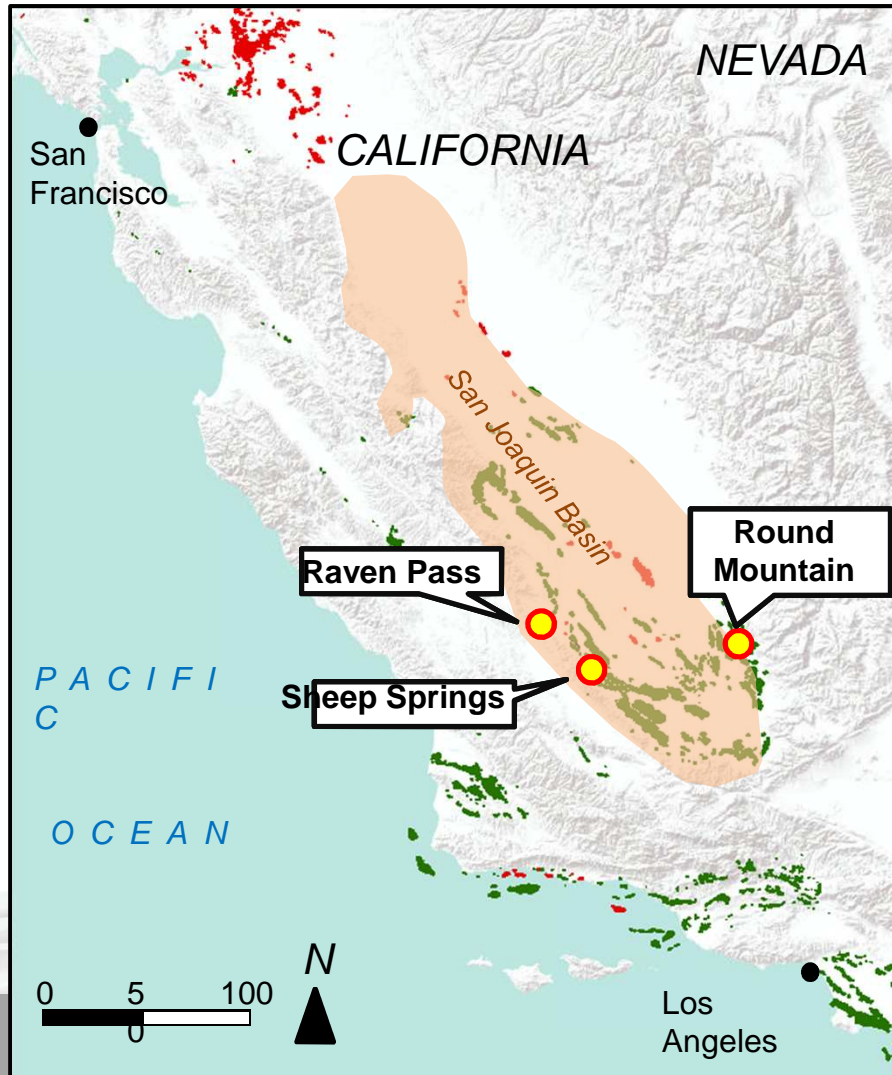 NEVADA
San
Francisco
CALIFORNIA
San Joaquin Basin
Round
Mountain
Raven Pass
Sheep Springs
P A C I F I
C
O C E A N
N
0 5 100
0
Los
Angeles